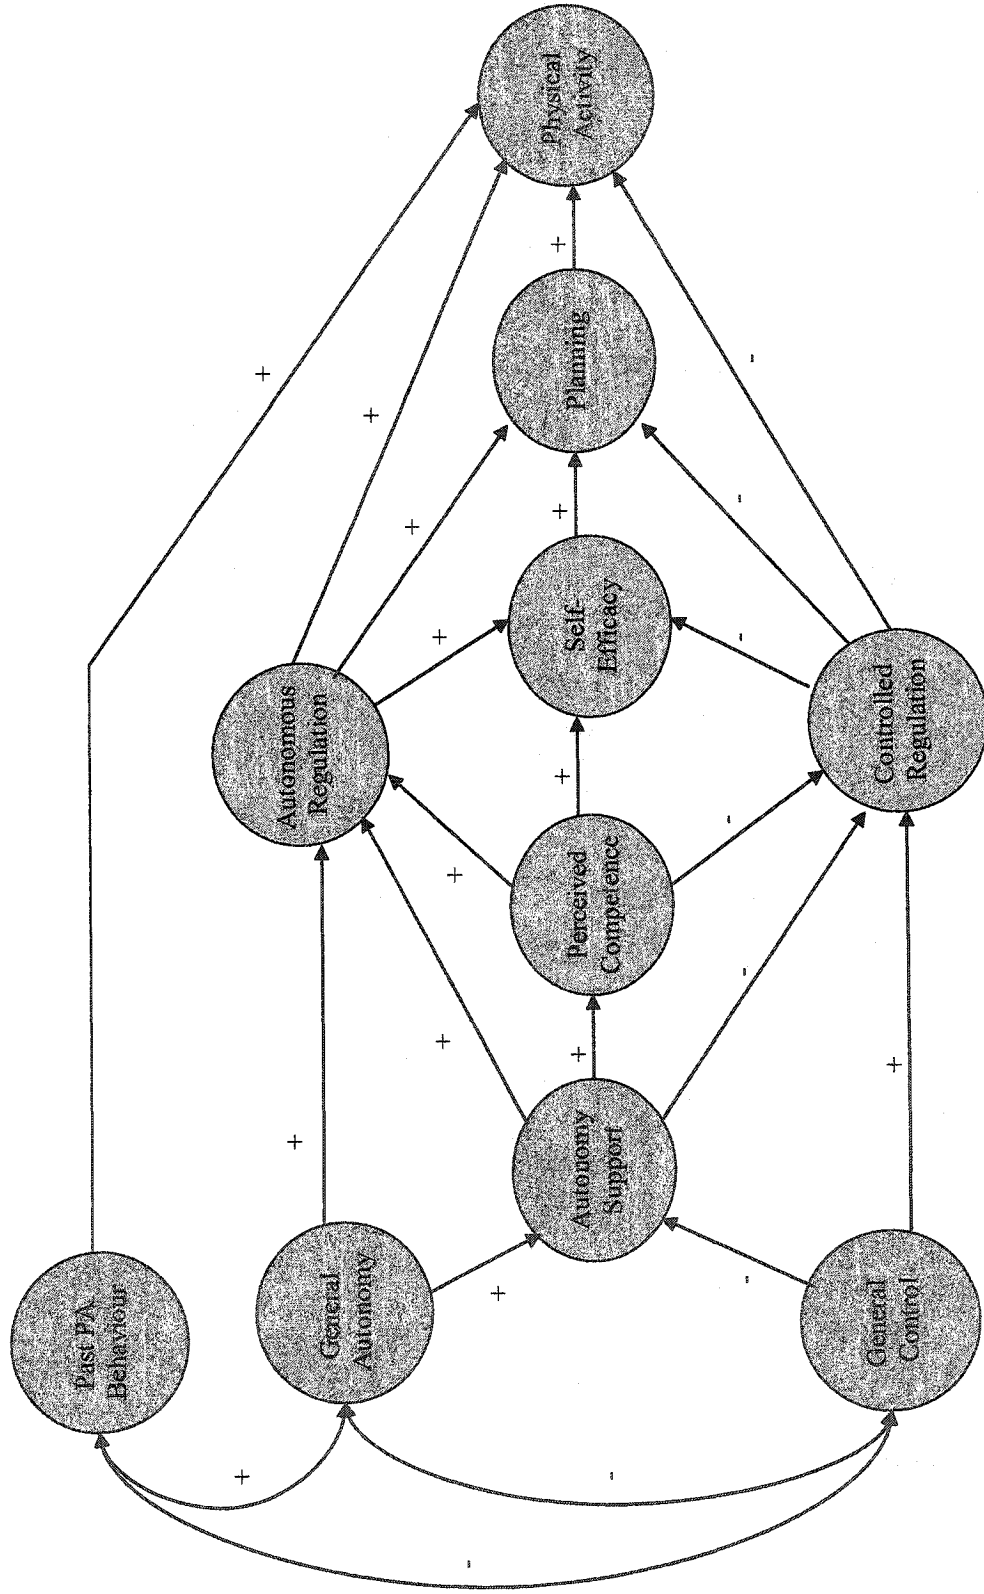 Past PA
Behaviour
General
Autonomy
General
Control
Autonomy
Support
Perceived
Competence
Autonomous
Regulation
Controlled
Regulation
Self-
Efficacy
Planning
Physical
Activity
+
-
-
+
+
-
+
+
+
-
+
-
+
+
-
+
+
-
+
+
-
+